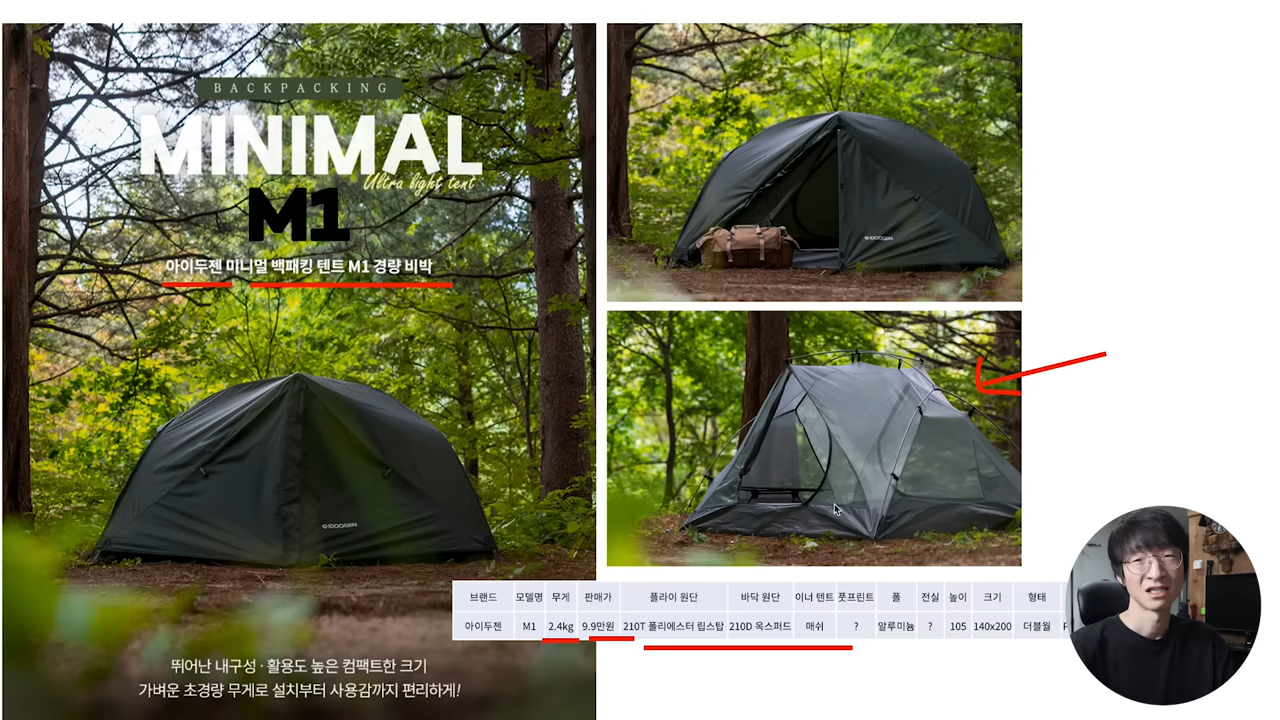 BACKPACKING
MINIMAL
Ultra light tent
M1
아이두젠 미니멀 백패킹 텐트 M1 경량 비박
IDOOGEN
IDOOGEN
브랜드 모델명 무게 판매가 플라이 원단 바닥 원단 이너 텐트 풋프린트 폴 전실 높이 크기 형태
아이두젠 M1 2.4kg 9.9만원 210T 폴리에스터 립스탑 210D 옥스퍼드 매쉬 ? 알루미늄 ? 105 140x200 더블월
뛰어난 내구성 · 활용도 높은 컴팩트한 크기
가벼운 초경량 무게로 설치부터 사용감까지 편리하게!